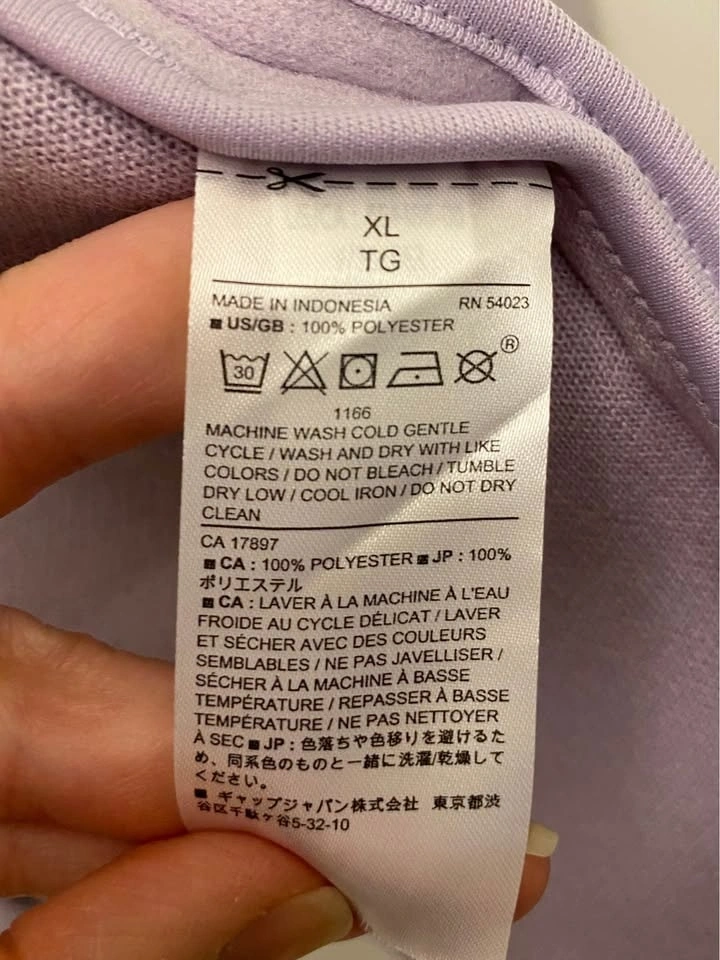 XL
TG
MADE IN INDONESIA RN 54023
US/GB : 100% POLYESTER
30
®
1166
MACHINE WASH COLD GENTLE
CYCLE / WASH AND DRY WITH LIKE
COLORS / DO NOT BLEACH / TUMBLE
DRY LOW / COOL IRON / DO NOT DRY
CLEAN
CA 17897
CA : 100% POLYESTER JP : 100%
ポリエステル
CA : LAVER À LA MACHINE À L'EAU
FROIDE AU CYCLE DÉLICAT / LAVER
ET SÉCHER AVEC DES COULEURS
SEMBLABLES / NE PAS JAVELLISER /
SÉCHER À LA MACHINE À BASSE
TEMPÉRATURE / REPASSER À BASSE
TEMPÉRATURE / NE PAS NETTOYER
À SEC JP : 色落ちや色移りを避けるた
め、同系色のものと一緒に洗濯/乾燥して
ください。
ギャップジャパン株式会社 東京都渋
谷区千駄ヶ谷5-32-10